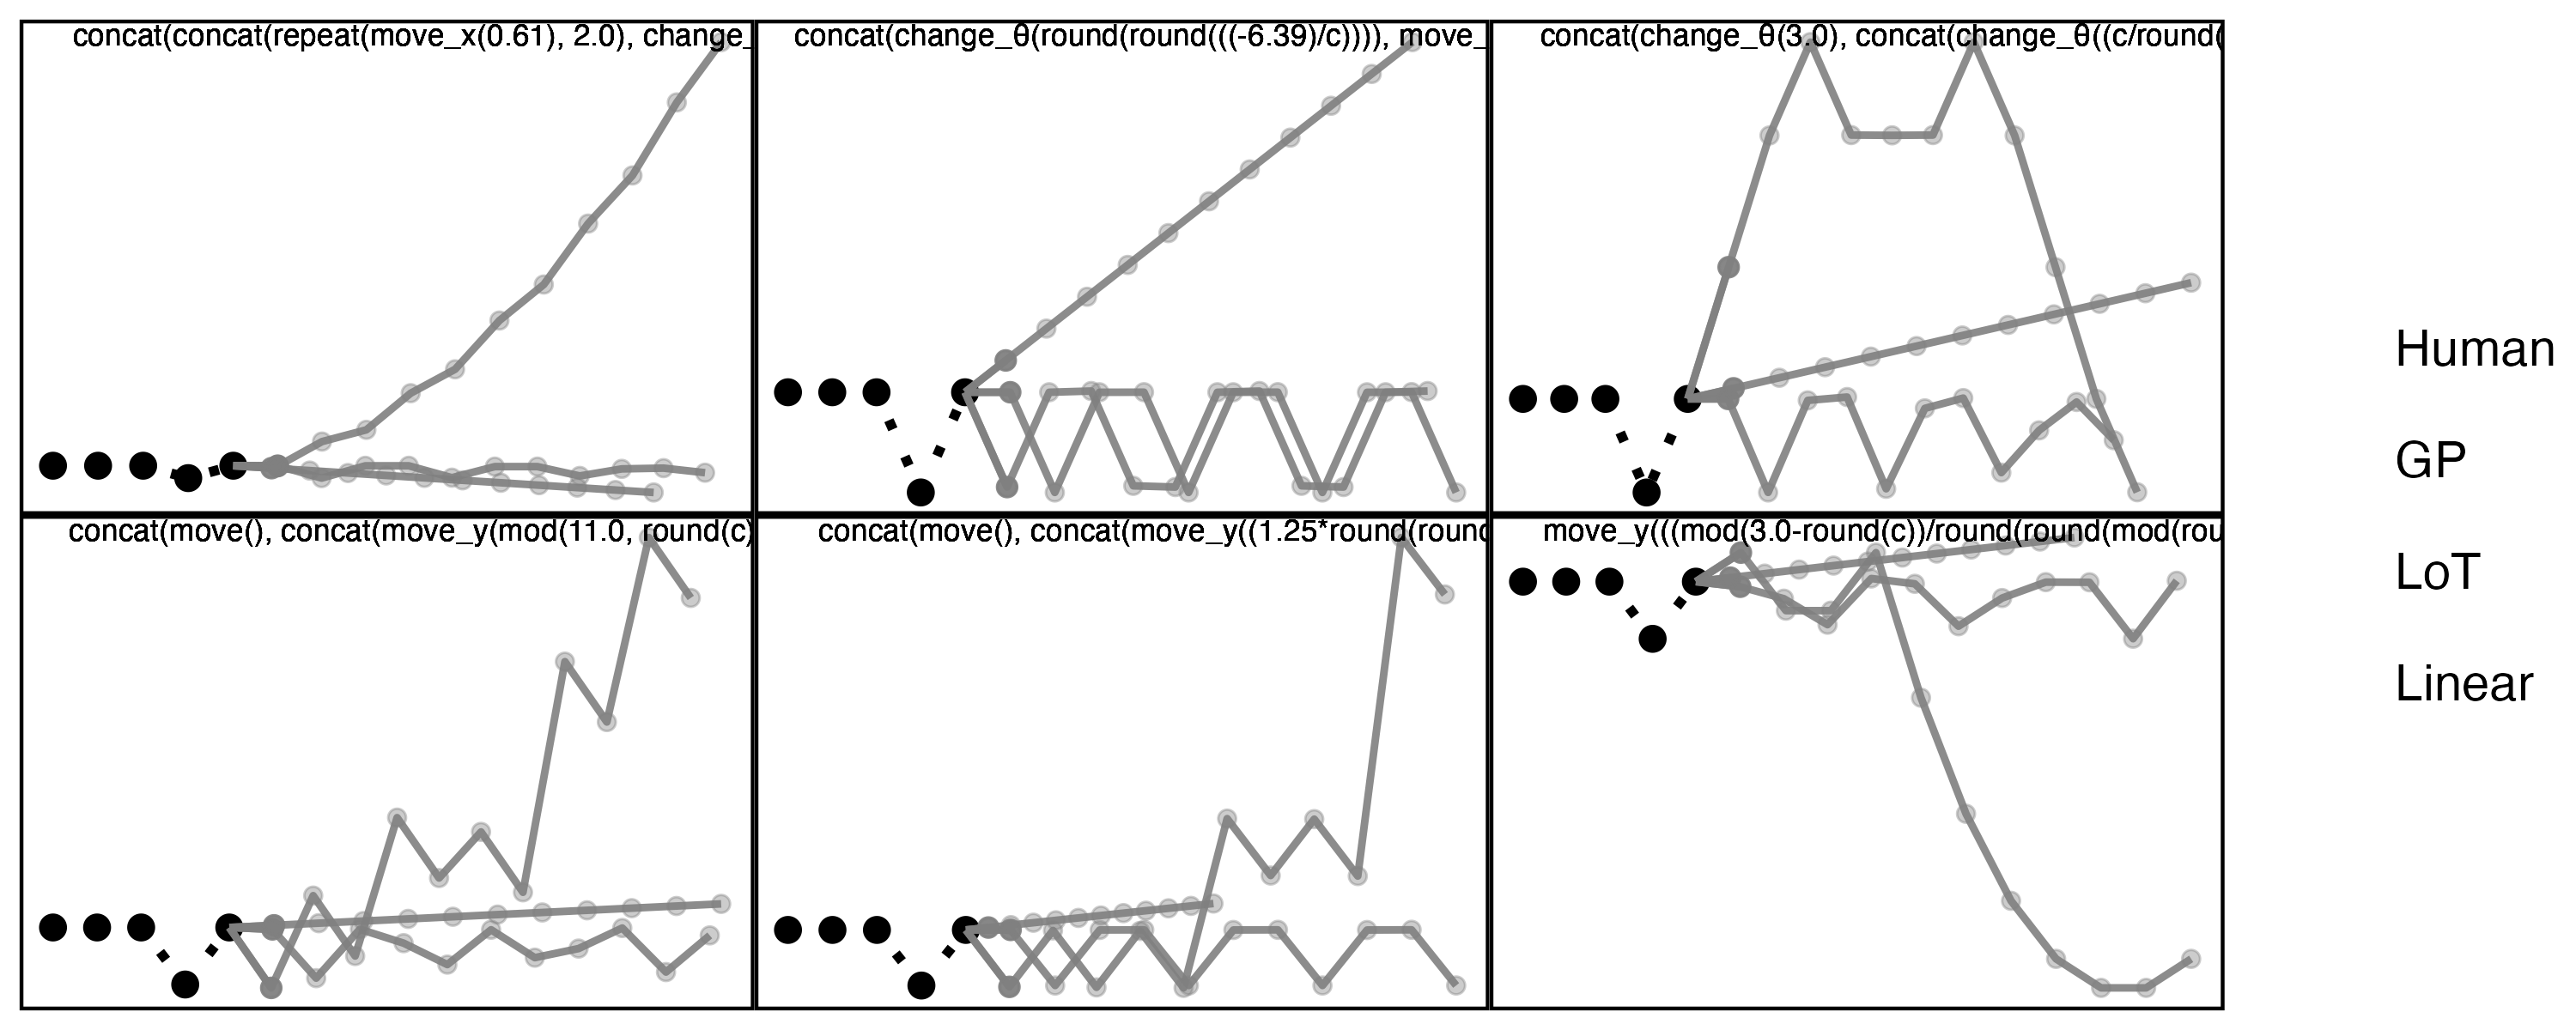 concat(concat(repeat(move_x(0.61), 2.0), change_
concat(change_θ(round(round(((-6.39)/c)))), move_
concat(change_θ(3.0), concat(change_θ((c/round(
concat(move(), concat(move_y(mod(11.0, round(c)
concat(move(), concat(move_y((1.25*round(round
move_y(((mod(3.0-round(c))/round(round(mod(rou
Human
GP
LoT
Linear